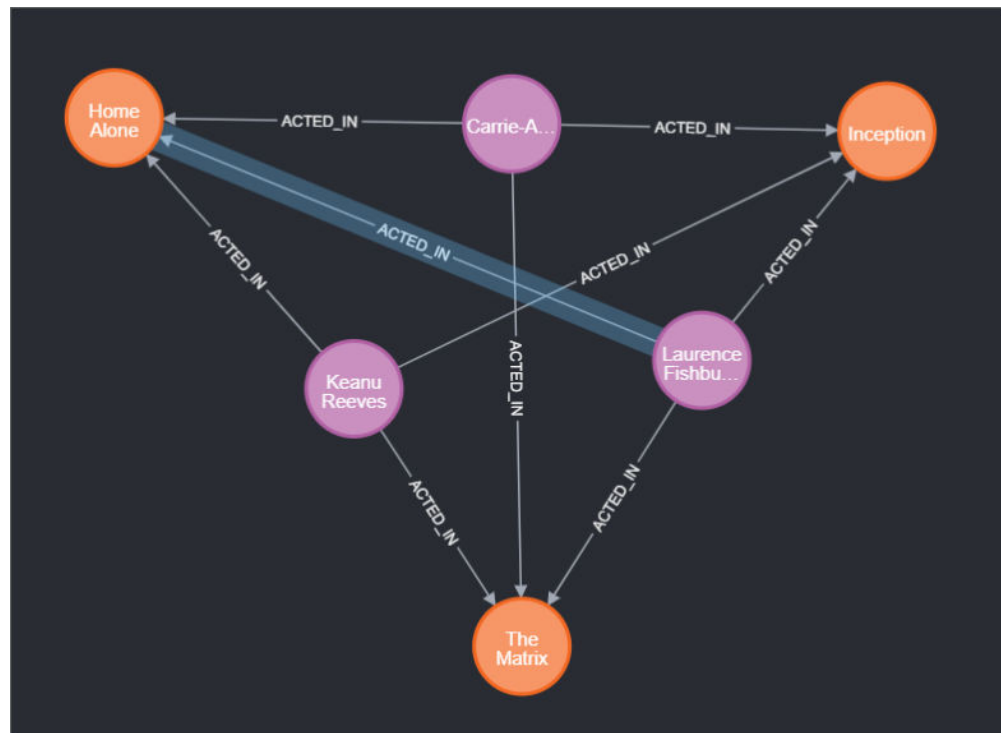 Home
Alone
ACTED_IN
Carrie-A...
ACTED_IN
Inception
ACTED_IN
ACTED_IN
ACTED_IN
ACTED_IN
Keanu
Reeves
ACTED_IN
Laurence
Fishbu...
ACTED_IN
ACTED_IN
The
Matrix